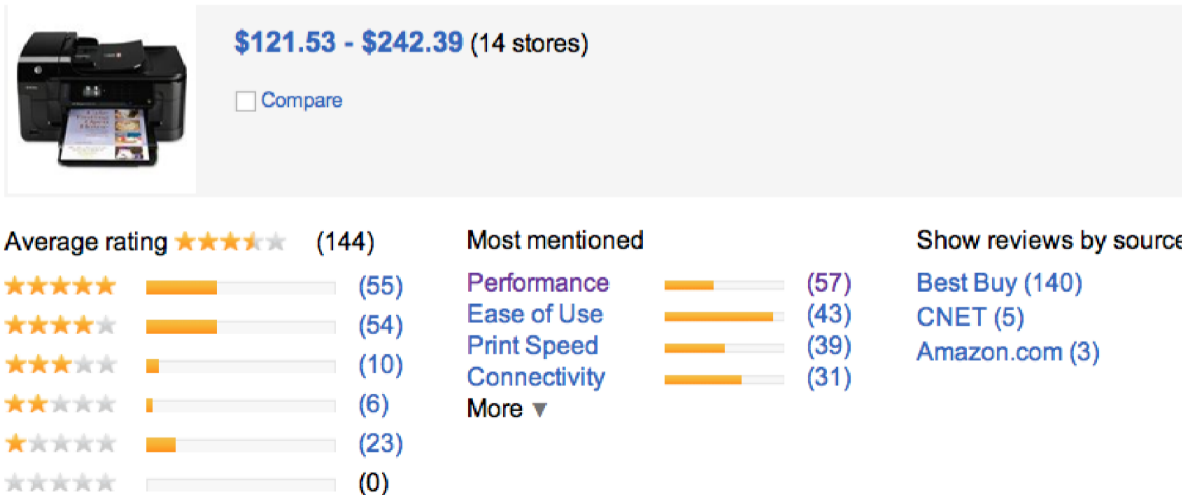 $121.53 - $242.39 (14 stores)
Compare
Average rating (144)
(55)
(54)
(10)
(6)
(23)
(0)
Most mentioned
Performance (57)
Ease of Use (43)
Print Speed (39)
Connectivity (31)
More
Show reviews by source
Best Buy (140)
CNET (5)
Amazon.com (3)